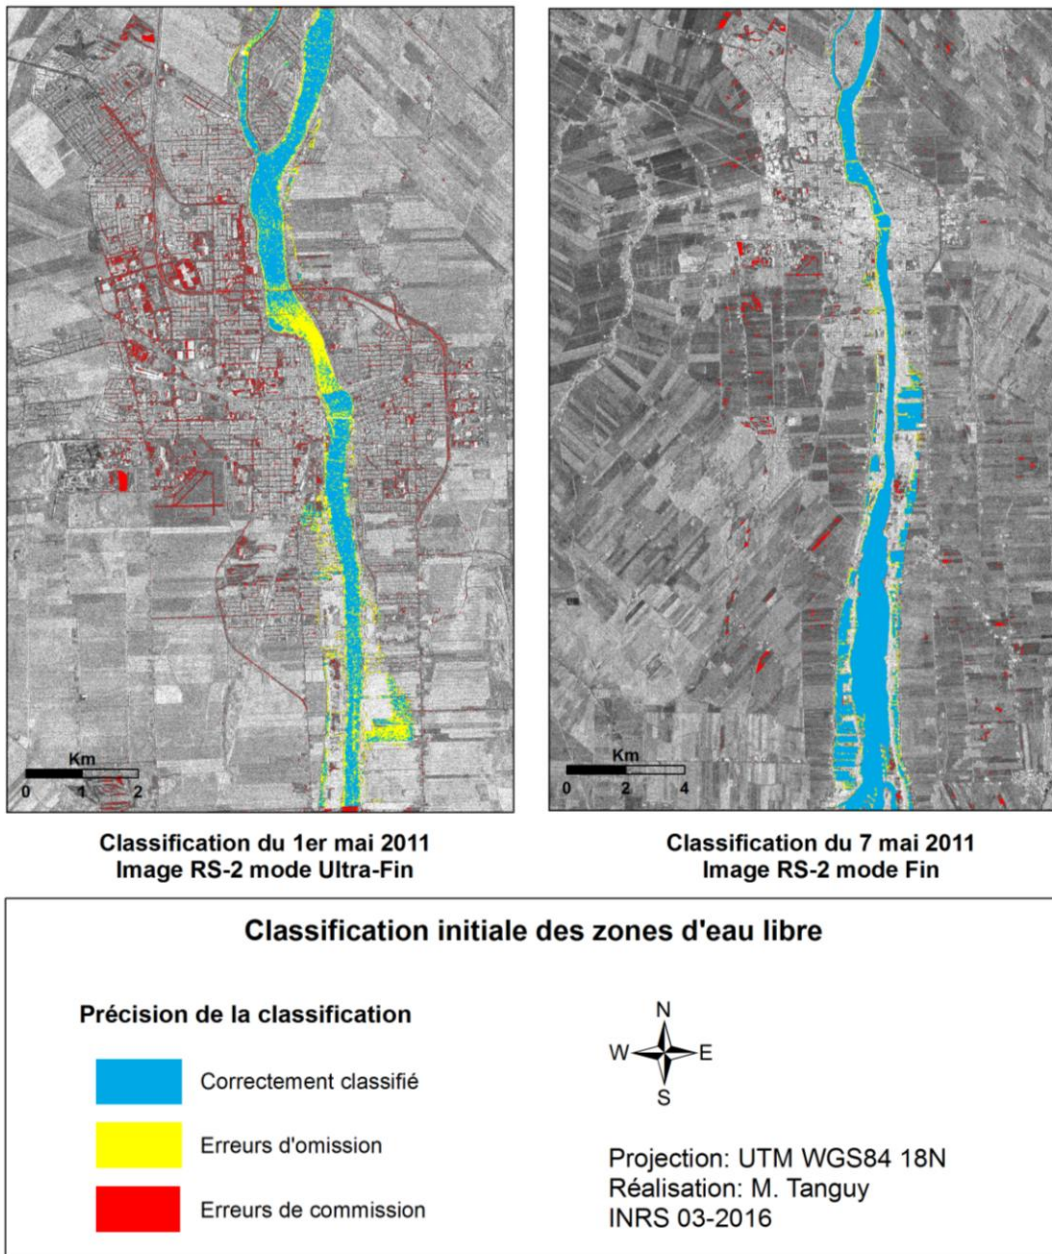 Km
0 1 2
Km
0 2 4
Classification du 1er mai 2011
Image RS-2 mode Ultra-Fin
Classification du 7 mai 2011
Image RS-2 mode Fin
Classification initiale des zones d'eau libre
Précision de la classification
Correctement classifié
Erreurs d'omission
Erreurs de commission
N
W E
S
Projection: UTM WGS84 18N
Réalisation: M. Tanguy
INRS 03-2016